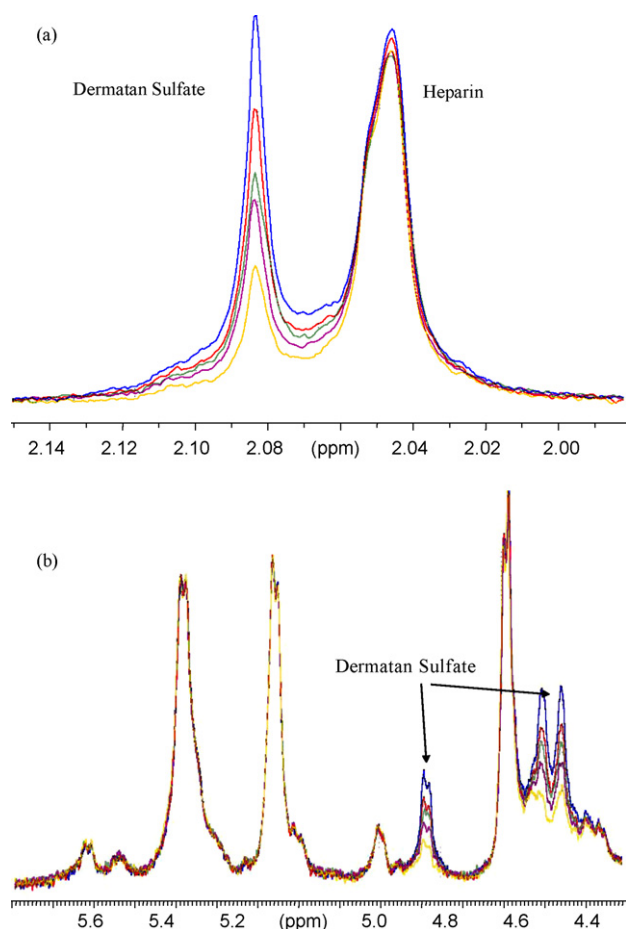 (a)
Dermatan Sulfate
Heparin
2.14 2.12 2.10 2.08 (ppm) 2.04 2.02 2.00
(b)
Dermatan Sulfate
5.6 5.4 5.2 (ppm) 5.0 4.8 4.6 4.4